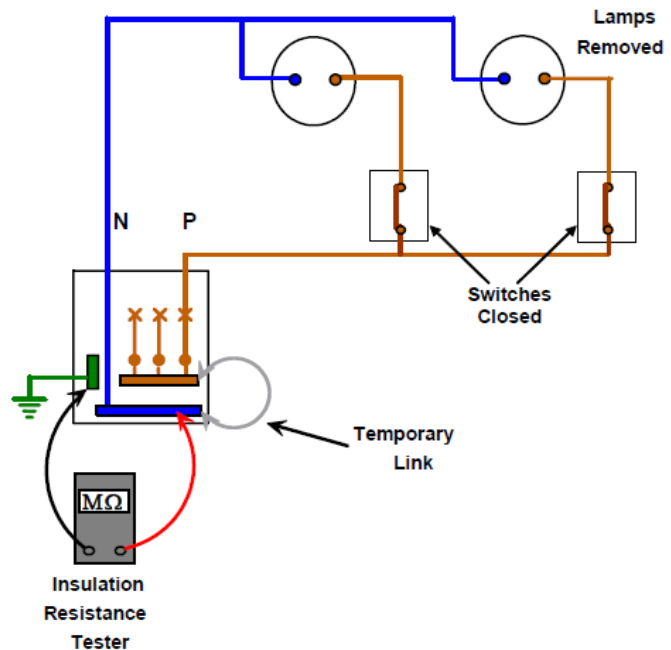 Lamps
Removed
N
P
Switches
Closed
Temporary
Link
MΩ
Insulation
Resistance
Tester